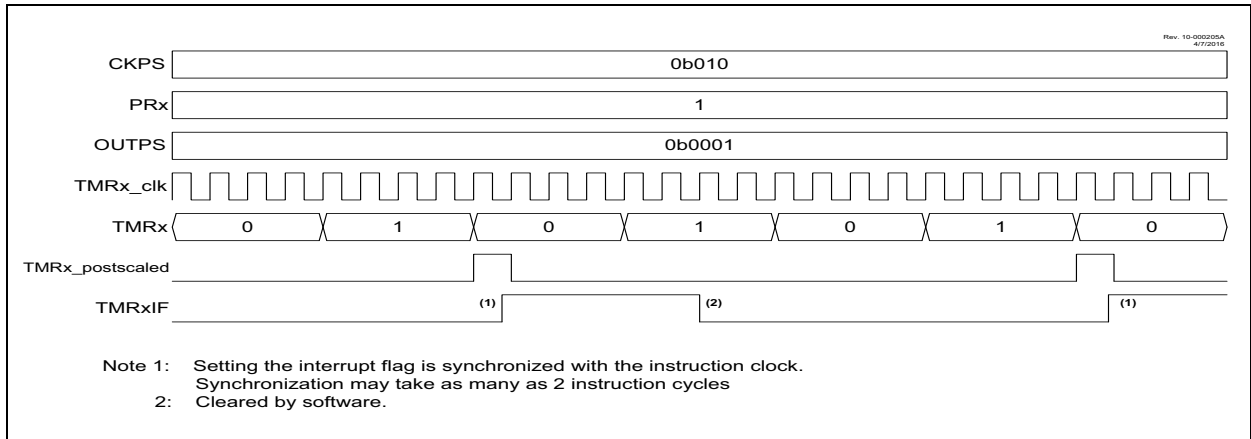 Rev. 10-000205A
4/7/2016
CKPS 0b010
PRx 1
OUTPS 0b0001
TMRx_clk
TMRx 0 1 0 1 0 1 0
TMRx_postscaled
TMRxIF (1) (2) (1)
Note 1: Setting the interrupt flag is synchronized with the instruction clock.
Synchronization may take as many as 2 instruction cycles
2: Cleared by software.